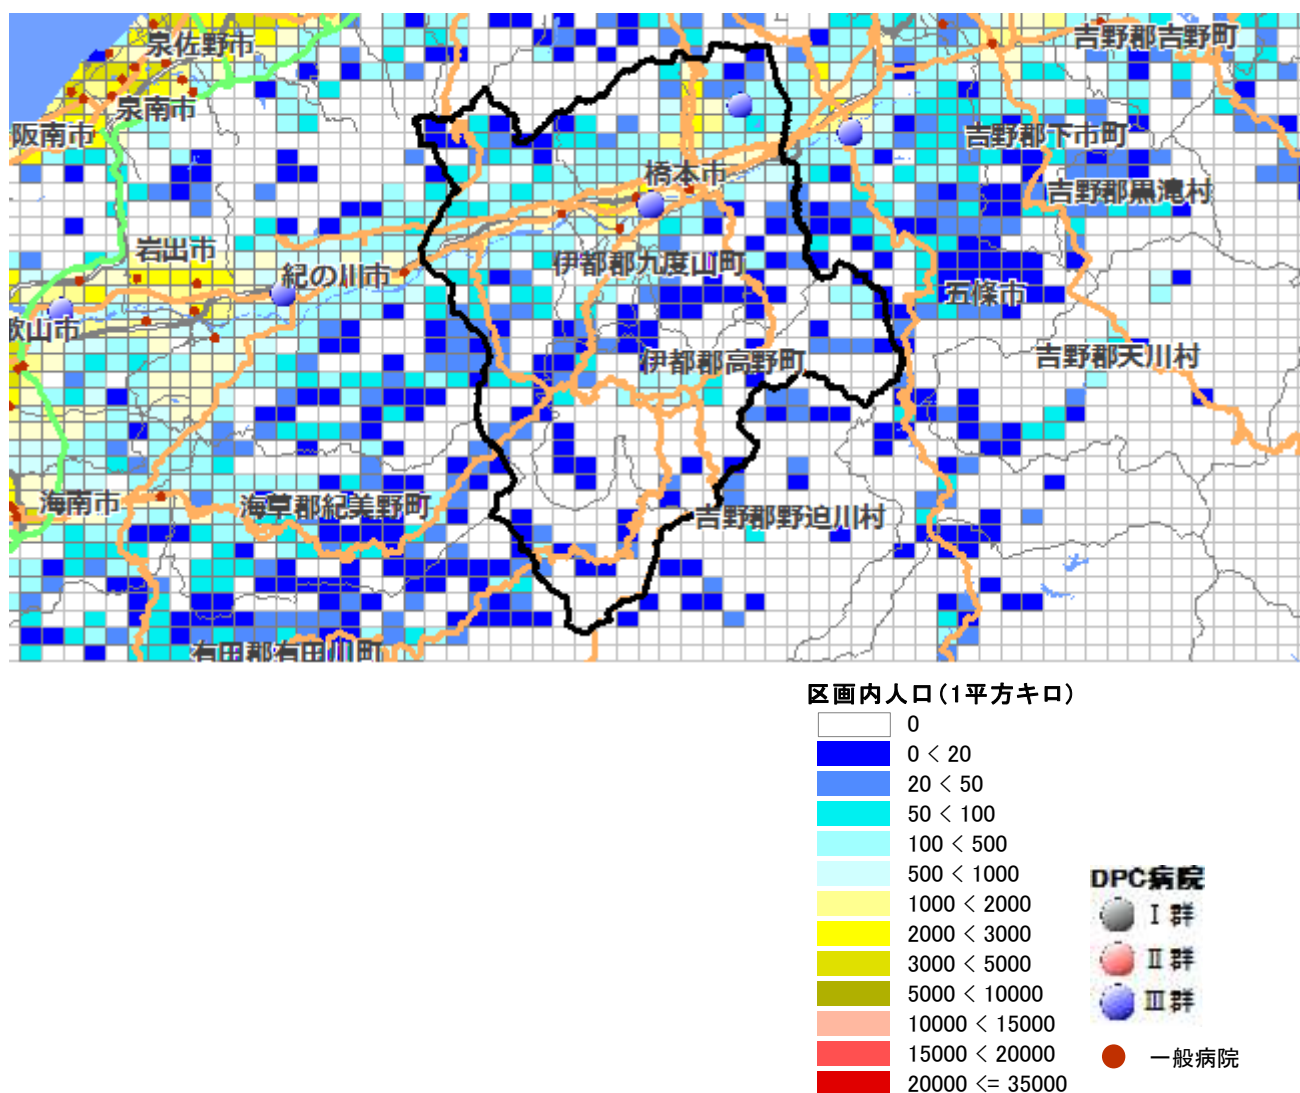 泉佐野市
吉野郡吉野町
泉南市
阪南市
吉野郡下市町
橋本市
吉野郡黒滝村
岩出市
紀の川市
伊都郡九度山町
五條市
歌山市
吉野郡天川村
伊都郡高野町
海南市
海草郡紀美野町
吉野郡野迫川村
有田郡有田川町
区画内人口(1平方キロ)
0
0 < 20
20 < 50
50 < 100
100 < 500
500 < 1000
1000 < 2000
2000 < 3000
3000 < 5000
5000 < 10000
10000 < 15000
15000 < 20000
20000 <= 35000
DPC病院
Ⅰ群
Ⅱ群
Ⅲ群
一般病院